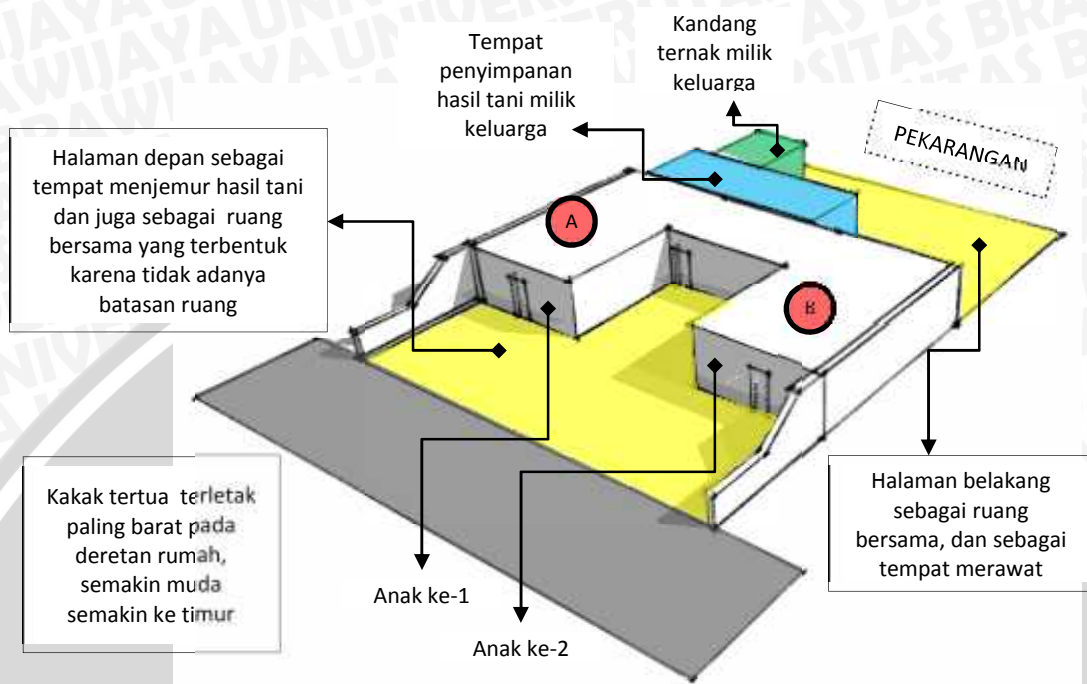 Tempat
penyimpanan
hasil tani milik
keluarga
Kandang
ternak milik
keluarga
PEKARANGAN
Halaman depan sebagai
tempat menjemur hasil tani
dan juga sebagai ruang
bersama yang terbentuk
karena tidak adanya
batasan ruang
A
B
Kakak tertua terletak
paling barat pada
deretan rumah,
semakin muda
semakin ke timur
Anak ke-1
Anak ke-2
Halaman belakang
sebagai ruang
bersama, dan sebagai
tempat merawat